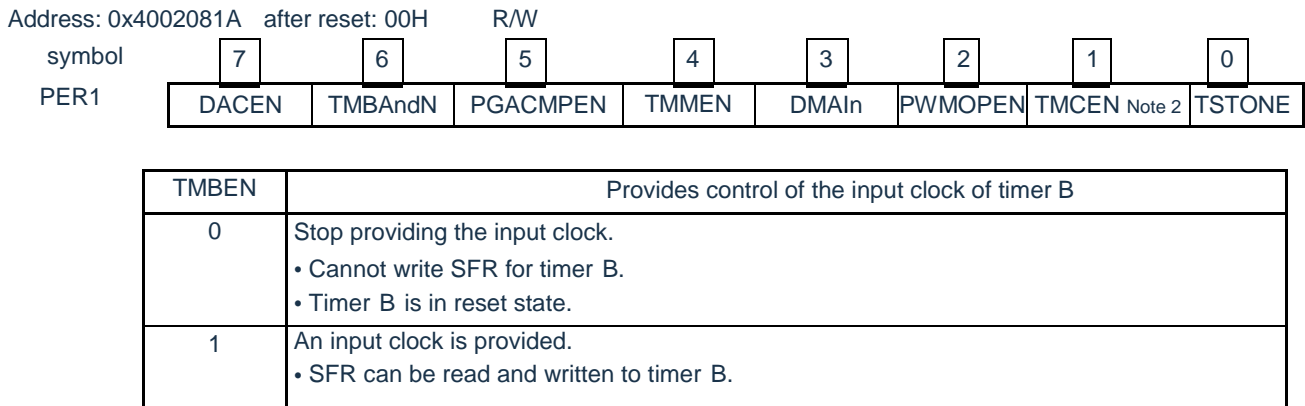 Address: 0x4002081A after reset: 00H R/W
symbol 7 6 5 4 3 2 1 0
PER1 DACEN TMBAndN PGACMPEN TMMEN DMAIn PWMOPEN TMCEN Note 2 TSTONE
TMBEN Provides control of the input clock of timer B
0 Stop providing the input clock.
• Cannot write SFR for timer B.
• Timer B is in reset state.
1 An input clock is provided.
• SFR can be read and written to timer B.